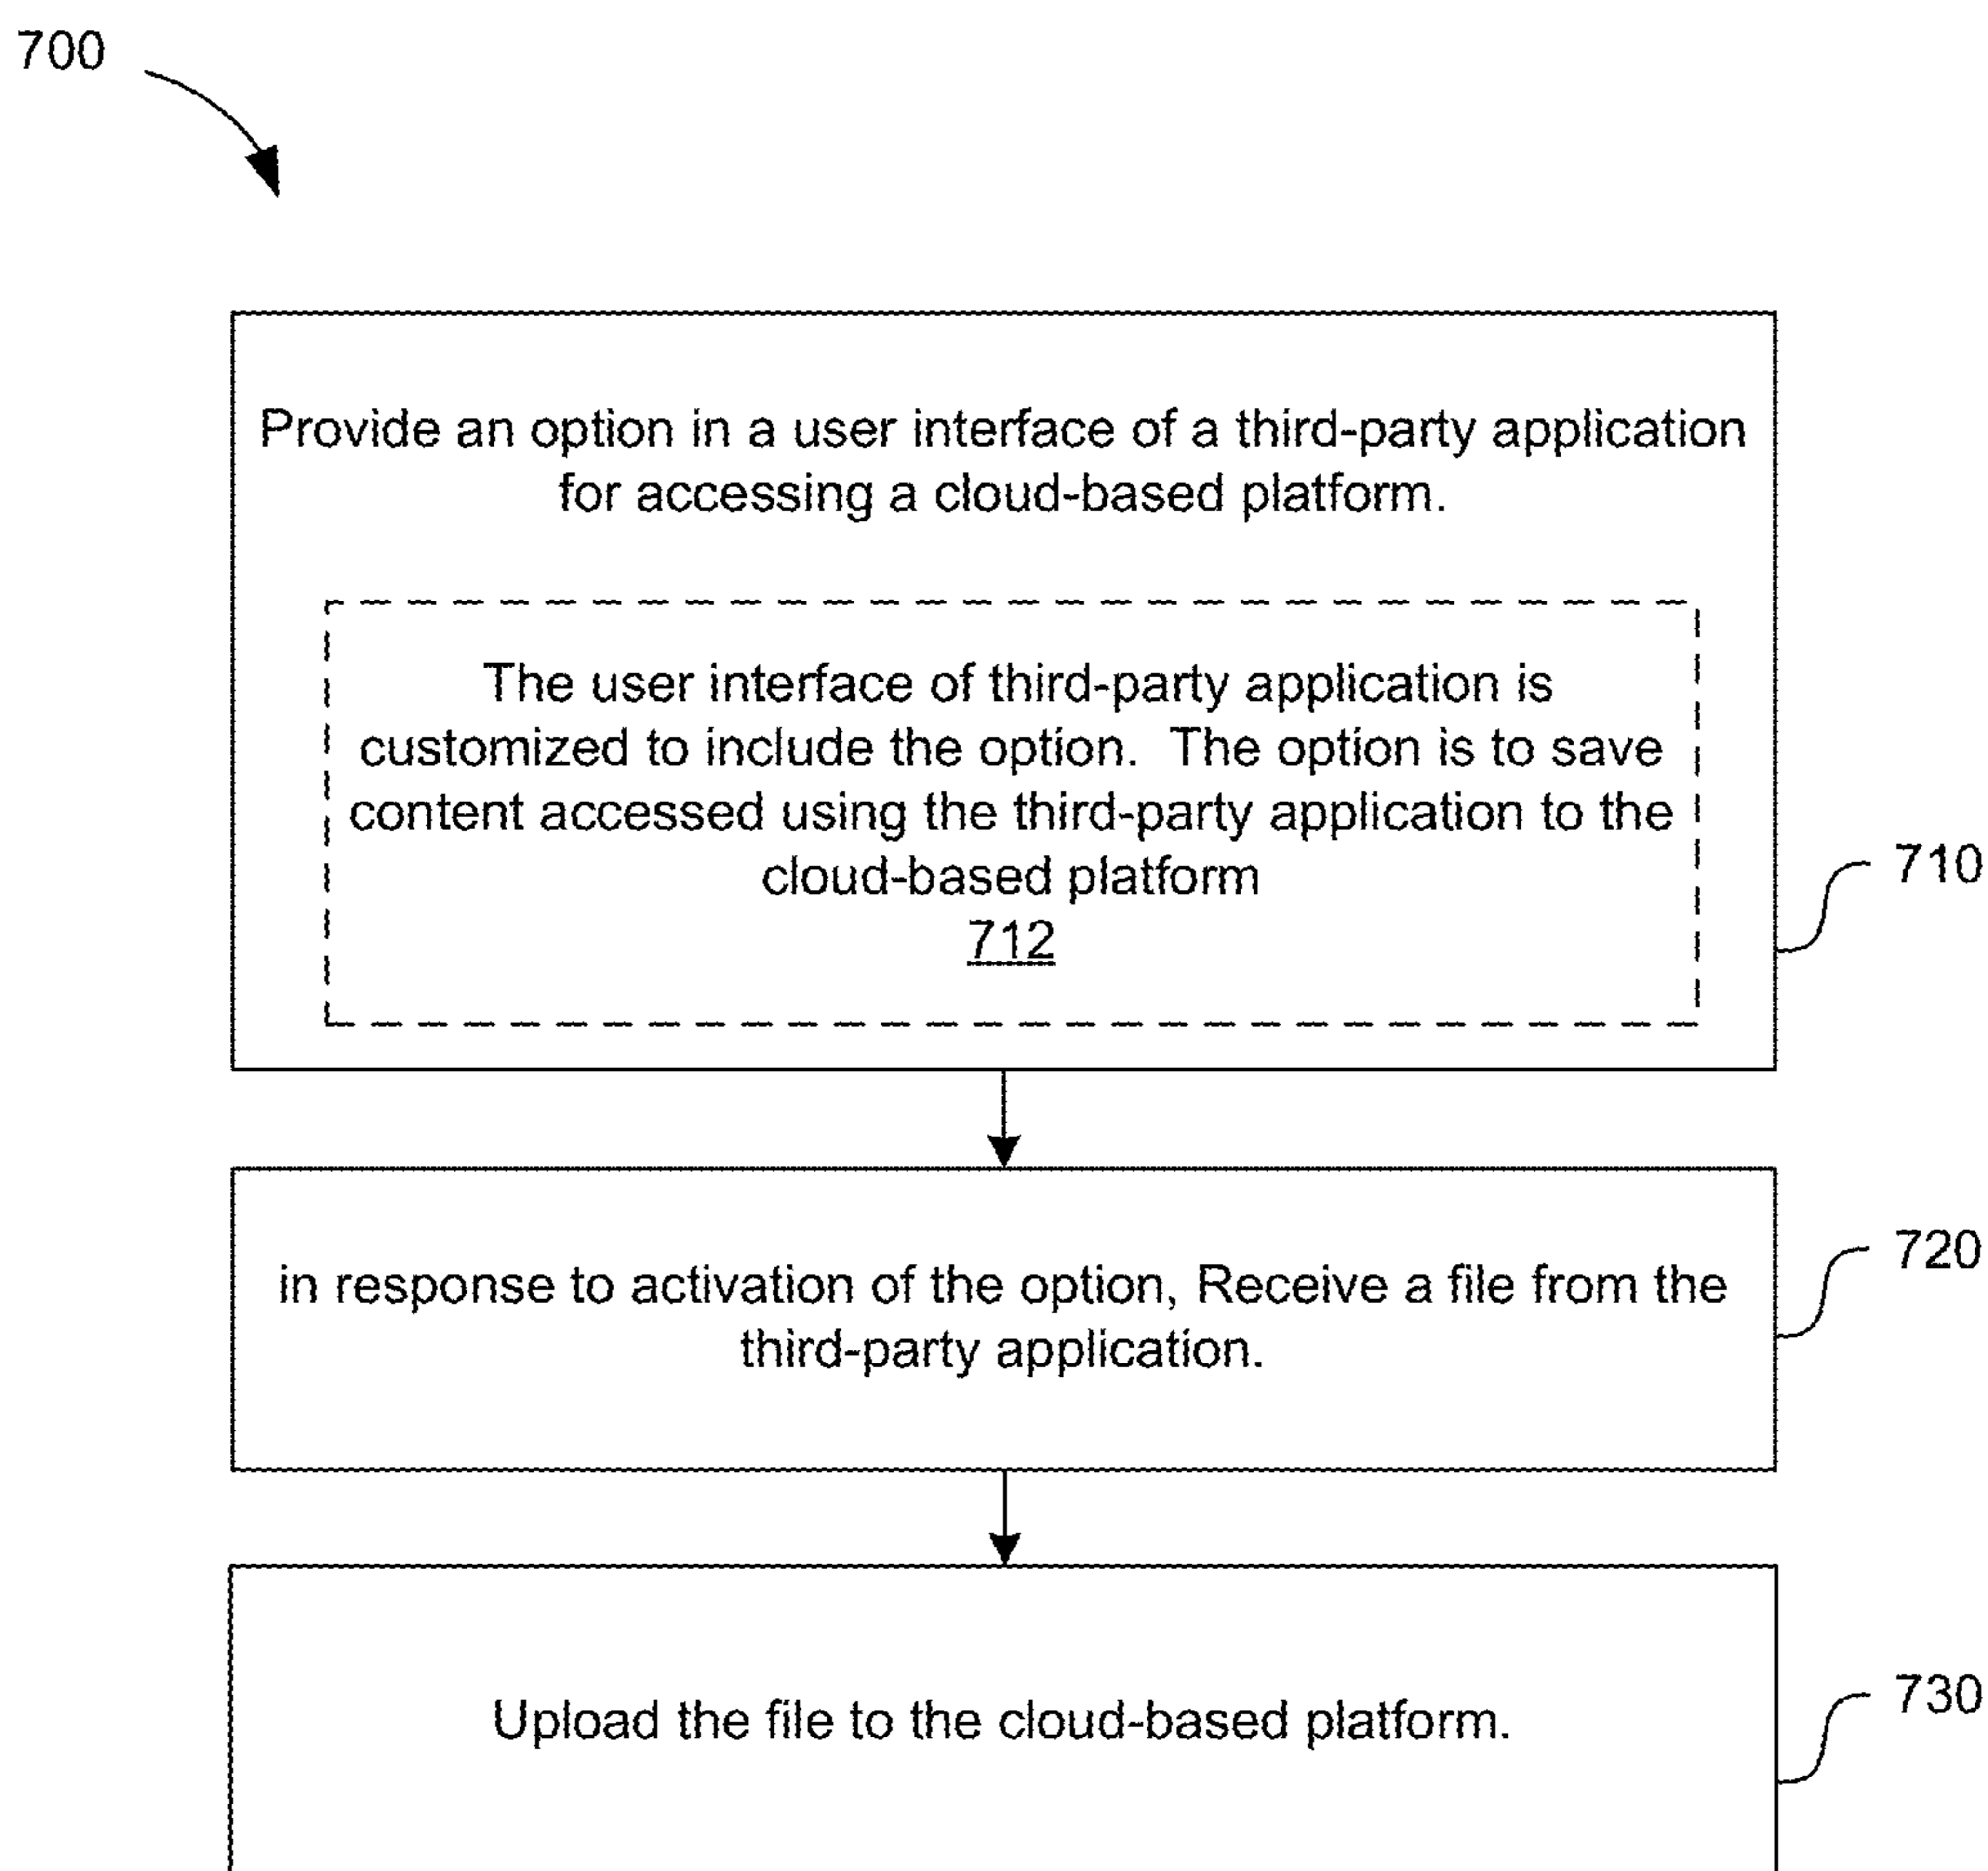 700
Provide an option in a user interface of a third-party application
for accessing a cloud-based platform.
The user interface of third-party application is
customized to include the option.  The option is to save
content accessed using the third-party application to the
cloud-based platform
712
710
in response to activation of the option, Receive a file from the
third-party application.
720
Upload the file to the cloud-based platform.
730